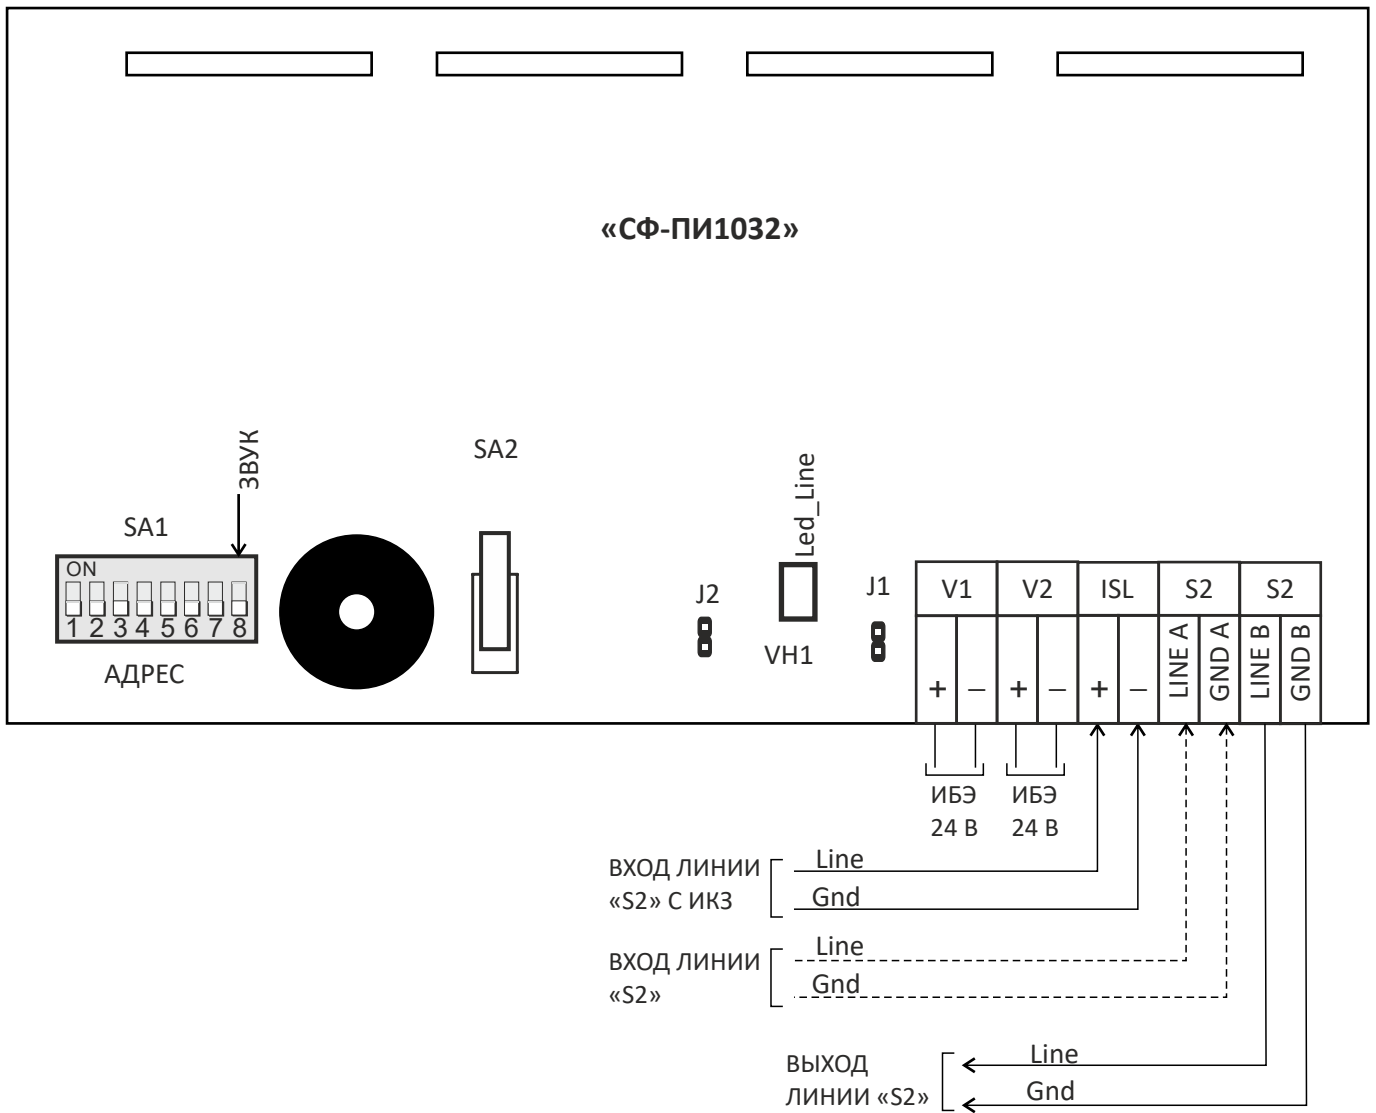 «СФ-ПИ1032»
ЗВУК
SA1
ON
1 2 3 4 5 6 7 8
АДРЕС
SA2
J2
Led_Line
VH1
J1
V1 V2 ISL S2 S2
+ – + – + – LINE A GND A LINE B GND B
ИБЭ
24 В
ИБЭ
24 В
ВХОД ЛИНИИ
«S2» С ИКЗ
Line
Gnd
ВХОД ЛИНИИ
«S2»
Line
Gnd
ВЫХОД
ЛИНИИ «S2»
Line
Gnd